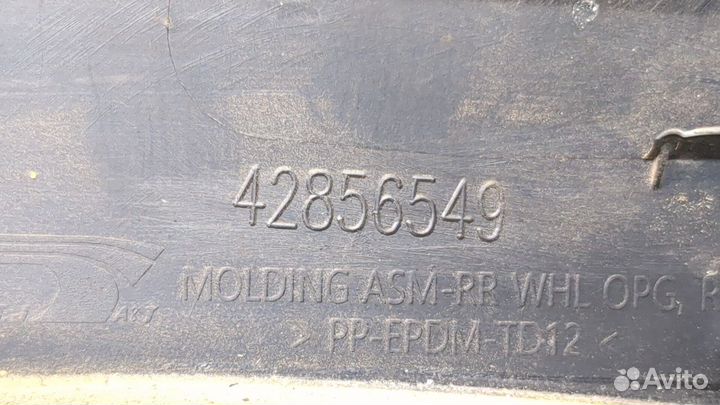 42856549
MOLDING ASM-RR WHL OPG,
> PP-EPDM-TD12 <
Avito